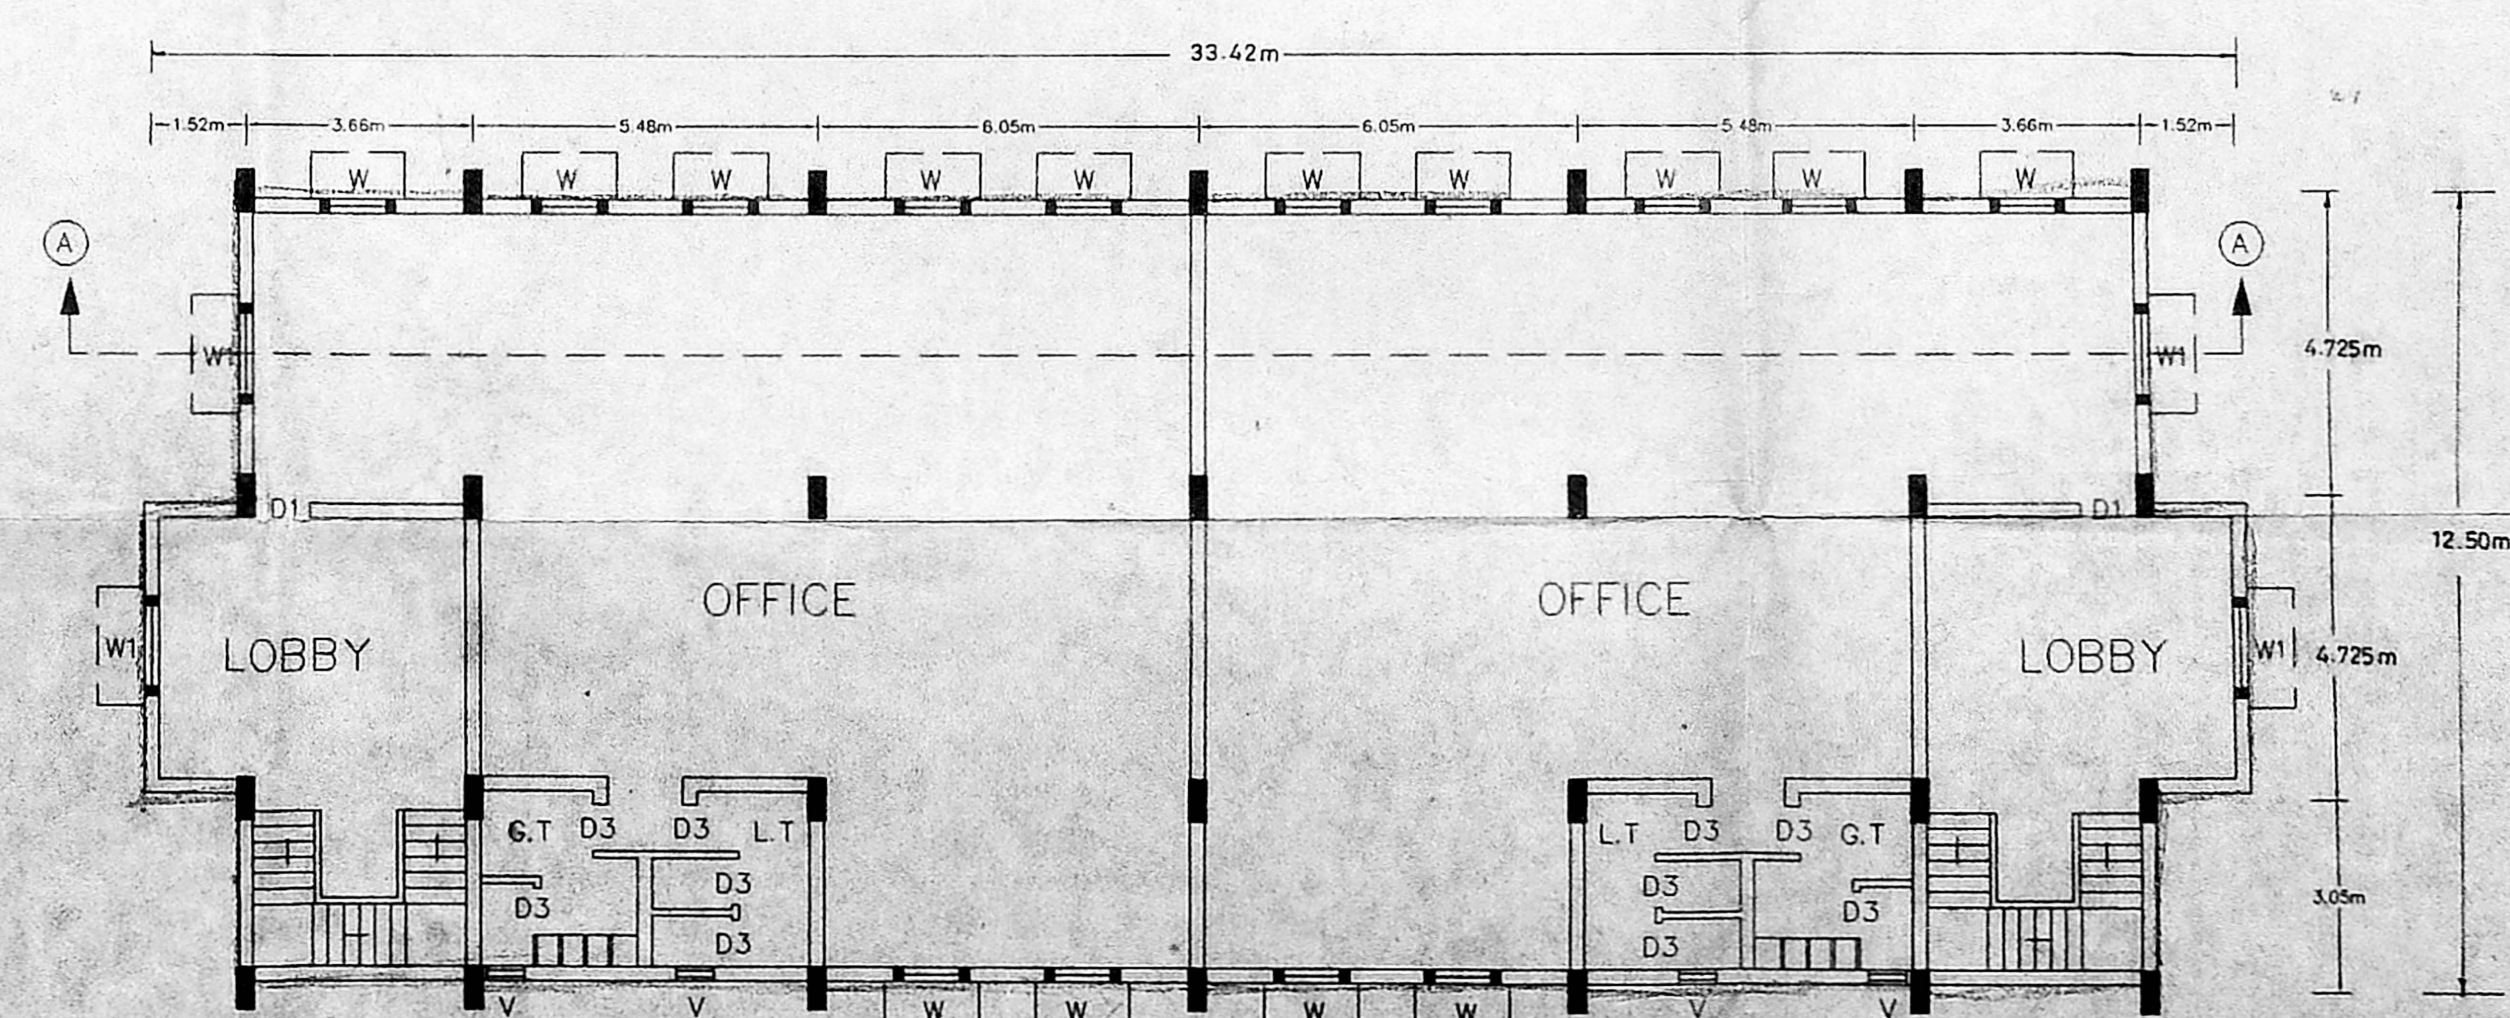 33.42m
1.52m 3.66m 5.48m 6.05m 6.05m 5.48m 3.66m 1.52m
W W W W W W W W W W
A A
W1 W1 4.725m
D1 D1
12.50m
OFFICE OFFICE
W1 LOBBY LOBBY W1 4.725m
G.T D3 D3 L.T L.T D3 D3 G.T
D3 D3
D3 D3 3.05m
D3 D3
V V W W W W V V